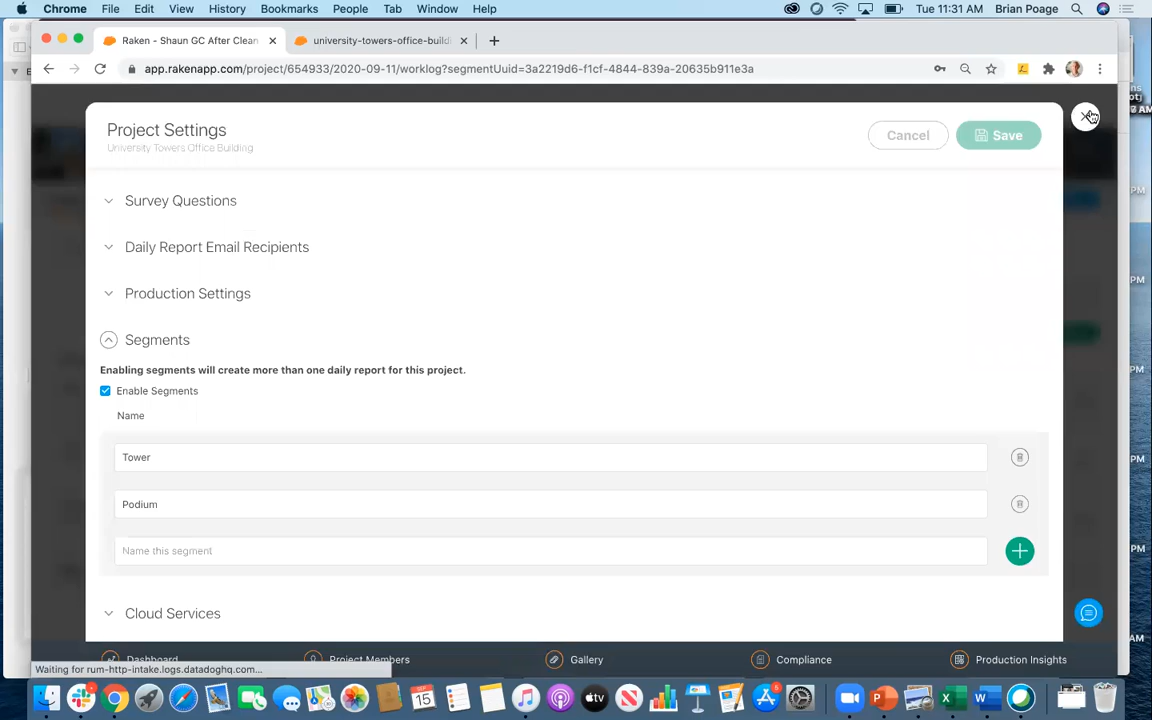 Chrome File Edit View History Bookmarks People Tab Window Help Tue 11:31 AM Brian Poage
Raken - Shaun GC After Clean university-towers-office-buildi
app.rakenapp.com/project/654933/2020-09-11/worklog?segmentUuid=3a2219d6-f1cf-4844-839a-20635b911e3a
Project Settings
University Towers Office Building
Cancel Save
Survey Questions
Daily Report Email Recipients
Production Settings
Segments
Enabling segments will create more than one daily report for this project.
Enable Segments
Name
Tower
Podium
Name this segment
Cloud Services
Dashboard Project Members Gallery Compliance Production Insights
Waiting for rum-http-intake.logs.datadoghq.com...